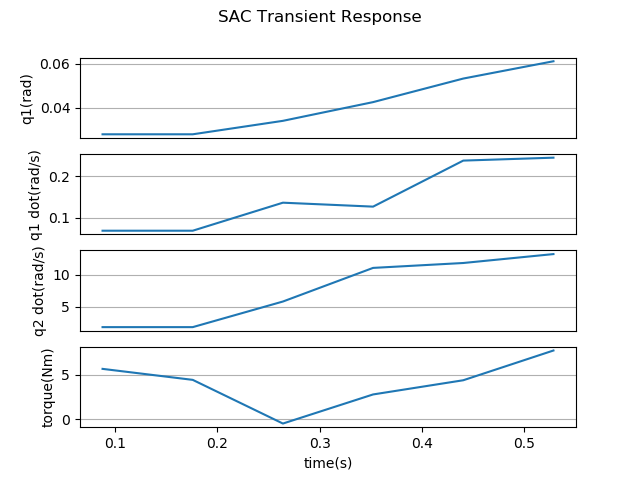 SAC Transient Response
0.06
0.04
q1(rad)
0.2
0.1
q1 dot(rad/s)
10
5
q2 dot(rad/s)
5
0
torque(Nm)
0.1 0.2 0.3 0.4 0.5
time(s)